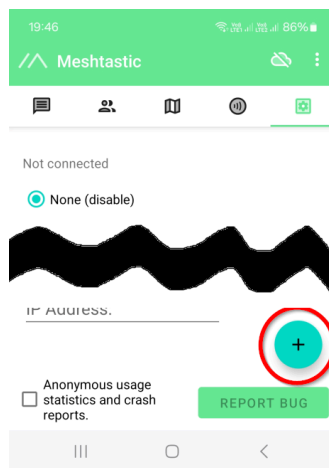 19:46
86%
Meshtastic
Not connected
None (disable)
IP Address:
Anonymous usage
statistics and crash
reports.
REPORT BUG